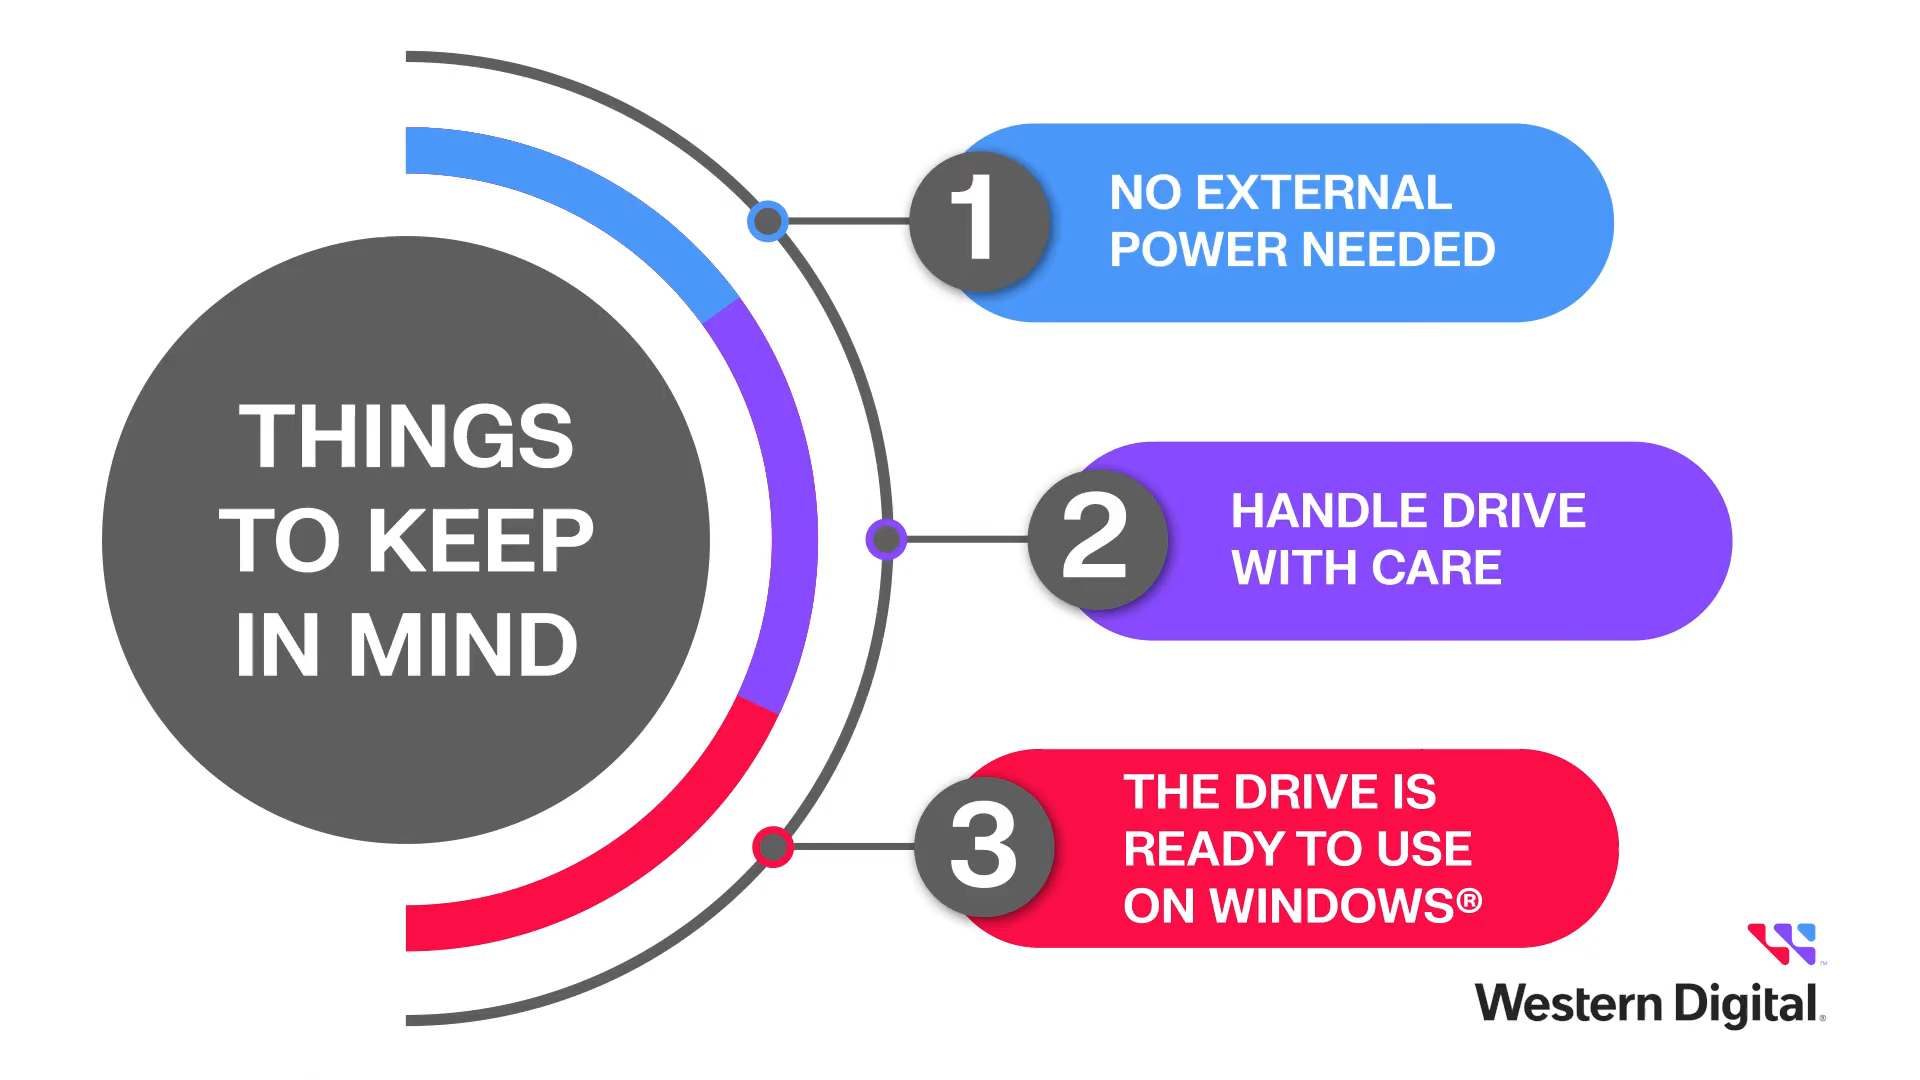 THINGS
TO KEEP
IN MIND
1
NO EXTERNAL
POWER NEEDED
2
HANDLE DRIVE
WITH CARE
3
THE DRIVE IS
READY TO USE
ON WINDOWS®
™
Western Digital®